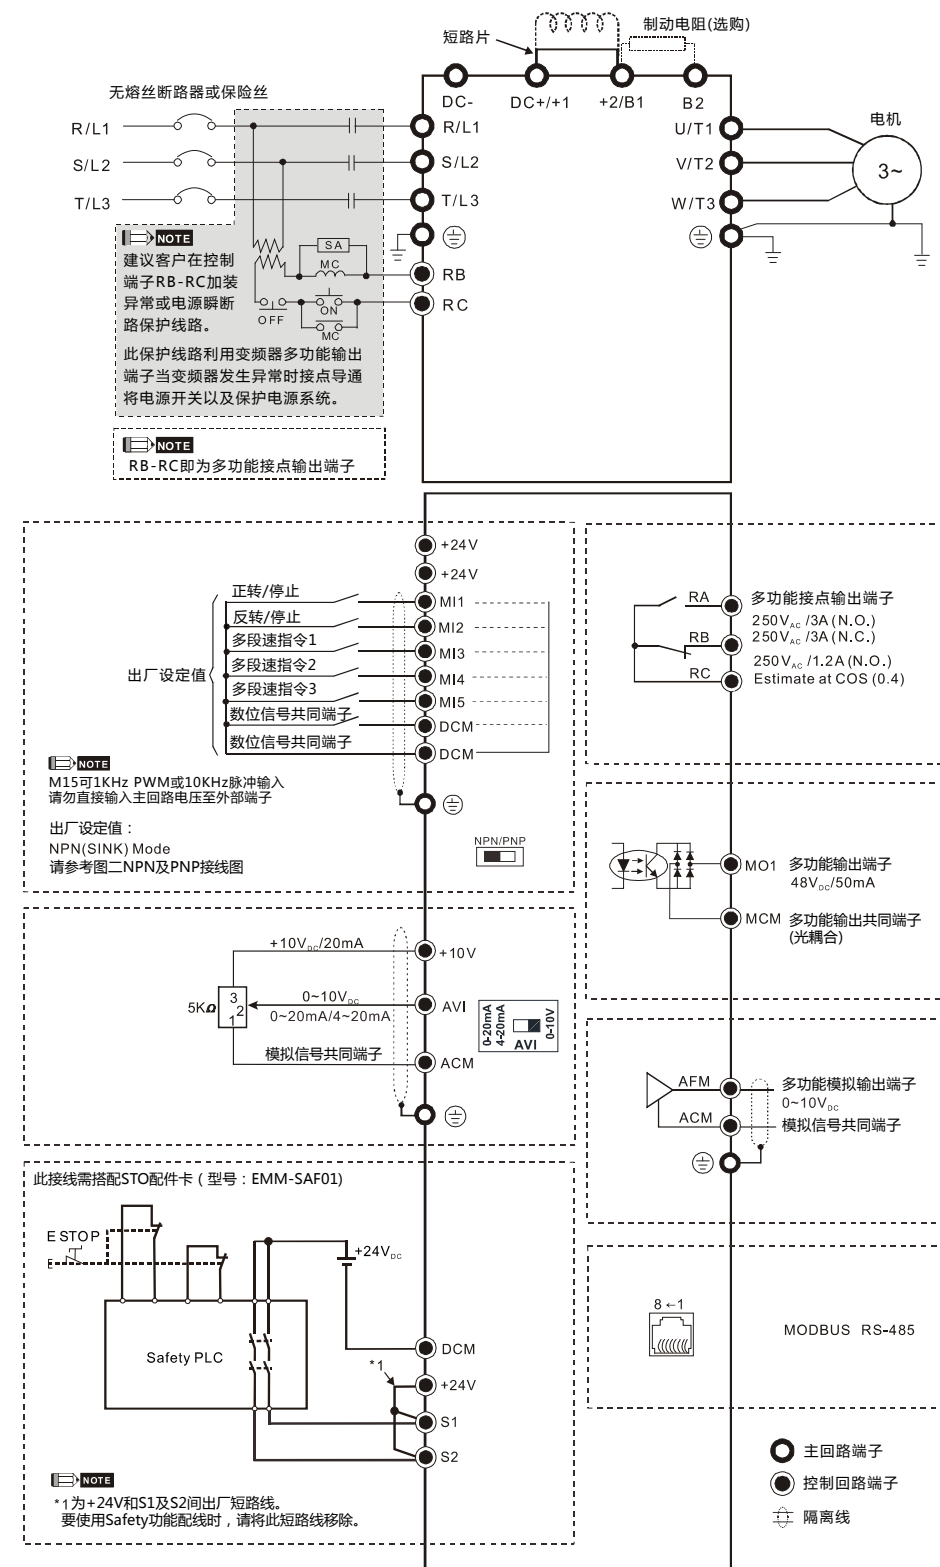 制动电阻(选购)
短路片
DC-
DC+/+1
+2/B1
B2
无熔丝断路器或保险丝
R/L1
R/L1
U/T1
电机
S/L2
S/L2
V/T2
3~
T/L3
T/L3
W/T3
NOTE
建议客户在控制
端子RB-RC加装
异常或电源瞬断
路保护线路。
此保护线路利用变频器多功能输出
端子当变频器发生异常时接点导通
将电源开关以及保护电源系统。
SA
MC
RB
OFF
ON
MC
RC
NOTE
RB-RC即为多功能接点输出端子
+24V
+24V
正转/停止
MI1
反转/停止
MI2
多段速指令1
MI3
出厂设定值
多段速指令2
MI4
多段速指令3
MI5
数位信号共同端子
DCM
数位信号共同端子
DCM
NOTE
M15可1KHz PWM或10KHz脉冲输入
请勿直接输入主回路电压至外部端子
出厂设定值：
NPN(SINK) Mode
请参考图二NPN及PNP接线图
NPN/PNP
RA
多功能接点输出端子
250VAC /3A (N.O.)
RB
250VAC /3A (N.C.)
250VAC /1.2A (N.O.)
RC
Estimate at COS (0.4)
MO1
多功能输出端子
48VDC/50mA
MCM
多功能输出共同端子
(光耦合)
+10VDC/20mA
+10V
5KΩ
3
2
1
0~10VDC
0~20mA/4~20mA
AVI
0-20mA
4-20mA
AVI
0-10V
模拟信号共同端子
ACM
AFM
多功能模拟输出端子
0~10VDC
ACM
模拟信号共同端子
此接线需搭配STO配件卡（型号：EMM-SAF01)
E STOP
+24VDC
Safety PLC
DCM
*1
+24V
S1
S2
NOTE
*1为+24V和S1及S2间出厂短路线。
要使用Safety功能配线时，请将此短路线移除。
8←1
MODBUS RS-485
主回路端子
控制回路端子
隔离线